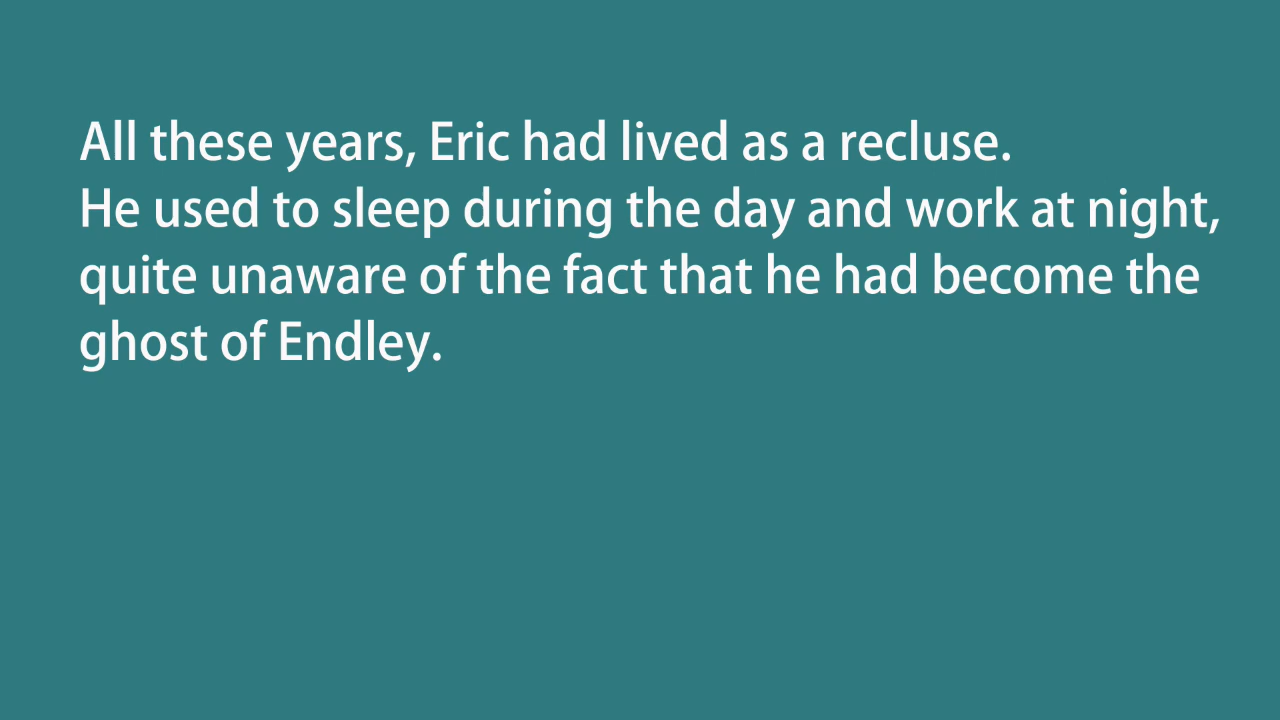 All these years, Eric had lived as a recluse.
He used to sleep during the day and work at night,
quite unaware of the fact that he had become the
ghost of Endley.